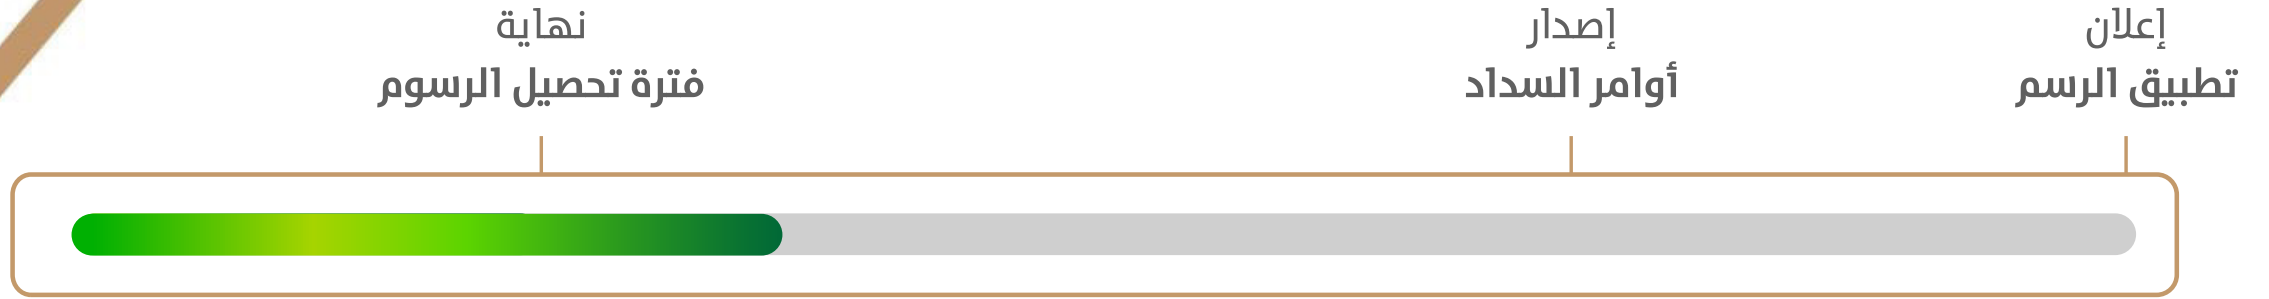 إعلان
تطبيق الرسم
إصدار
أوامر السداد
نهاية
فترة تحصيل الرسوم